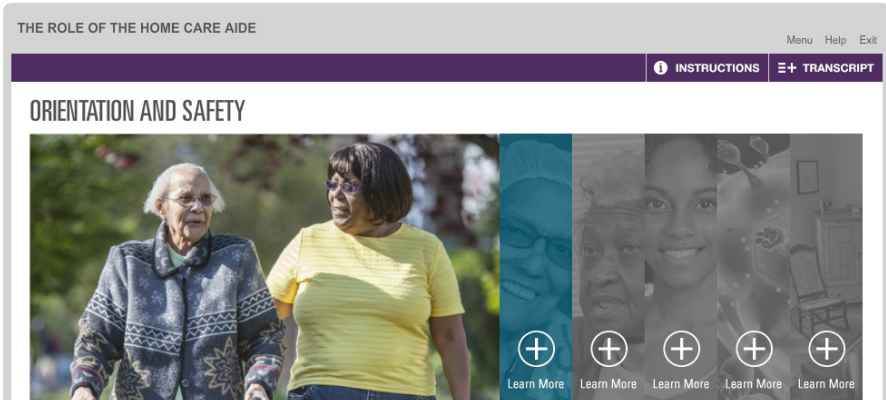 THE ROLE OF THE HOME CARE AIDE
Menu Help Exit
INSTRUCTIONS TRANSCRIPT
ORIENTATION AND SAFETY
Learn More Learn More Learn More Learn More Learn More